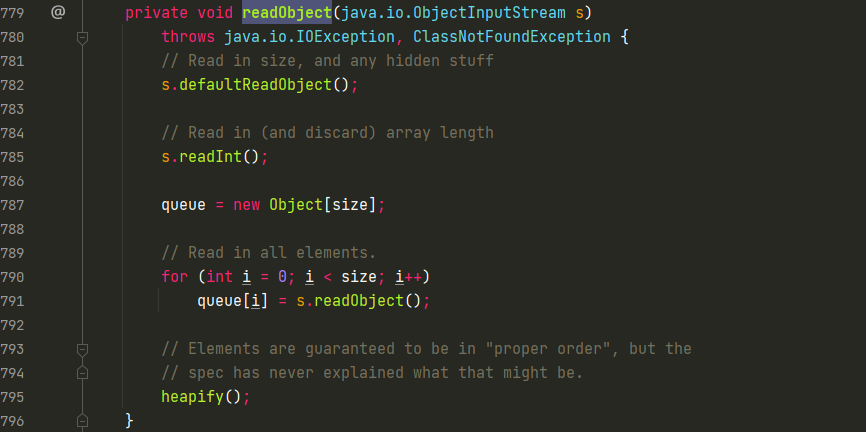 779 @ private void readObject(java.io.ObjectInputStream s)
780 throws java.io.IOException, ClassNotFoundException {
781 // Read in size, and any hidden stuff
782 s.defaultReadObject();
783
784 // Read in (and discard) array length
785 s.readInt();
786
787 queue = new Object[size];
788
789 // Read in all elements.
790 for (int i = 0; i < size; i++)
791 queue[i] = s.readObject();
792
793 // Elements are guaranteed to be in "proper order", but the
794 // spec has never explained what that might be.
795 heapify();
796 }